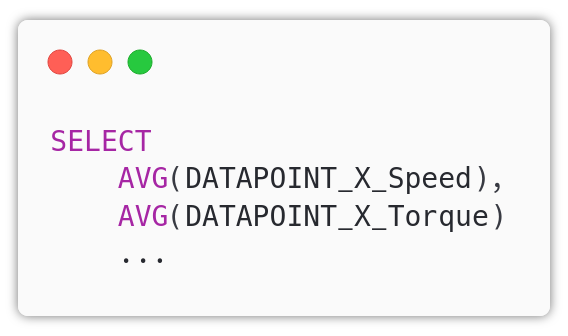 SELECT
AVG(DATAPOINT_X_Speed),
AVG(DATAPOINT_X_Torque)
...